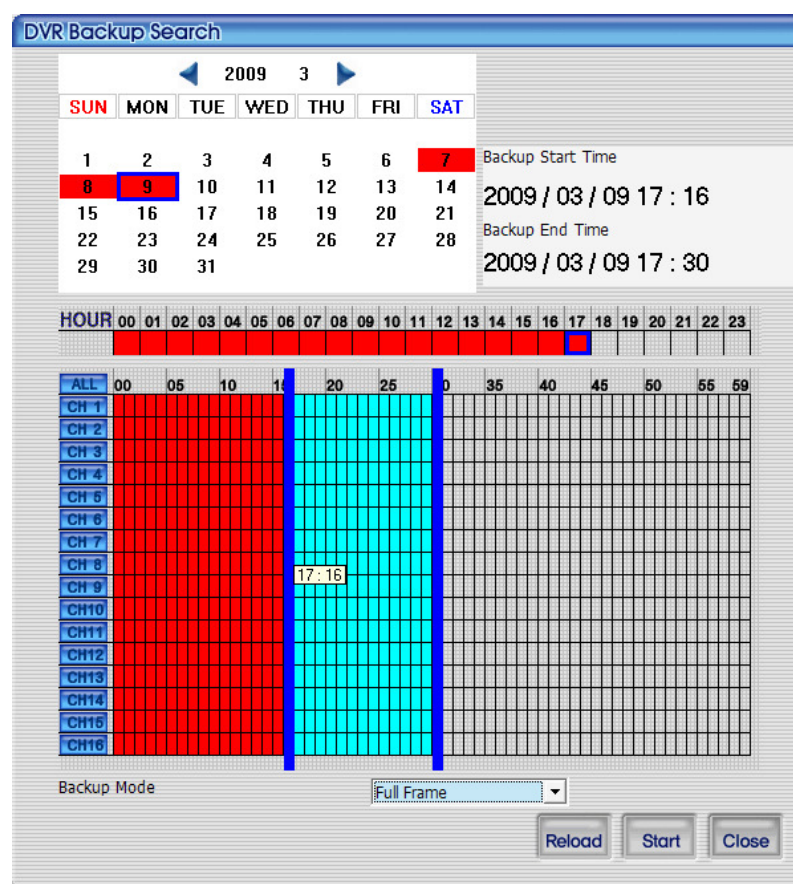 DVR Backup Search
2009 3
SUN MON TUE WED THU FRI SAT
1 2 3 4 5 6 7
8 9 10 11 12 13 14
15 16 17 18 19 20 21
22 23 24 25 26 27 28
29 30 31
Backup Start Time
2009 / 03 / 09 17 : 16
Backup End Time
2009 / 03 / 09 17 : 30
HOUR 00 01 02 03 04 05 06 07 08 09 10 11 12 13 14 15 16 17 18 19 20 21 22 23
ALL 00 05 10 20 25 35 40 45 50 55 59
CH 1
CH 2
CH 3
CH 4
CH 5
CH 6
CH 7
CH 8
17 : 16
CH 9
CH10
CH11
CH12
CH13
CH14
CH15
CH16
Backup Mode Full Frame
Reload Start Close